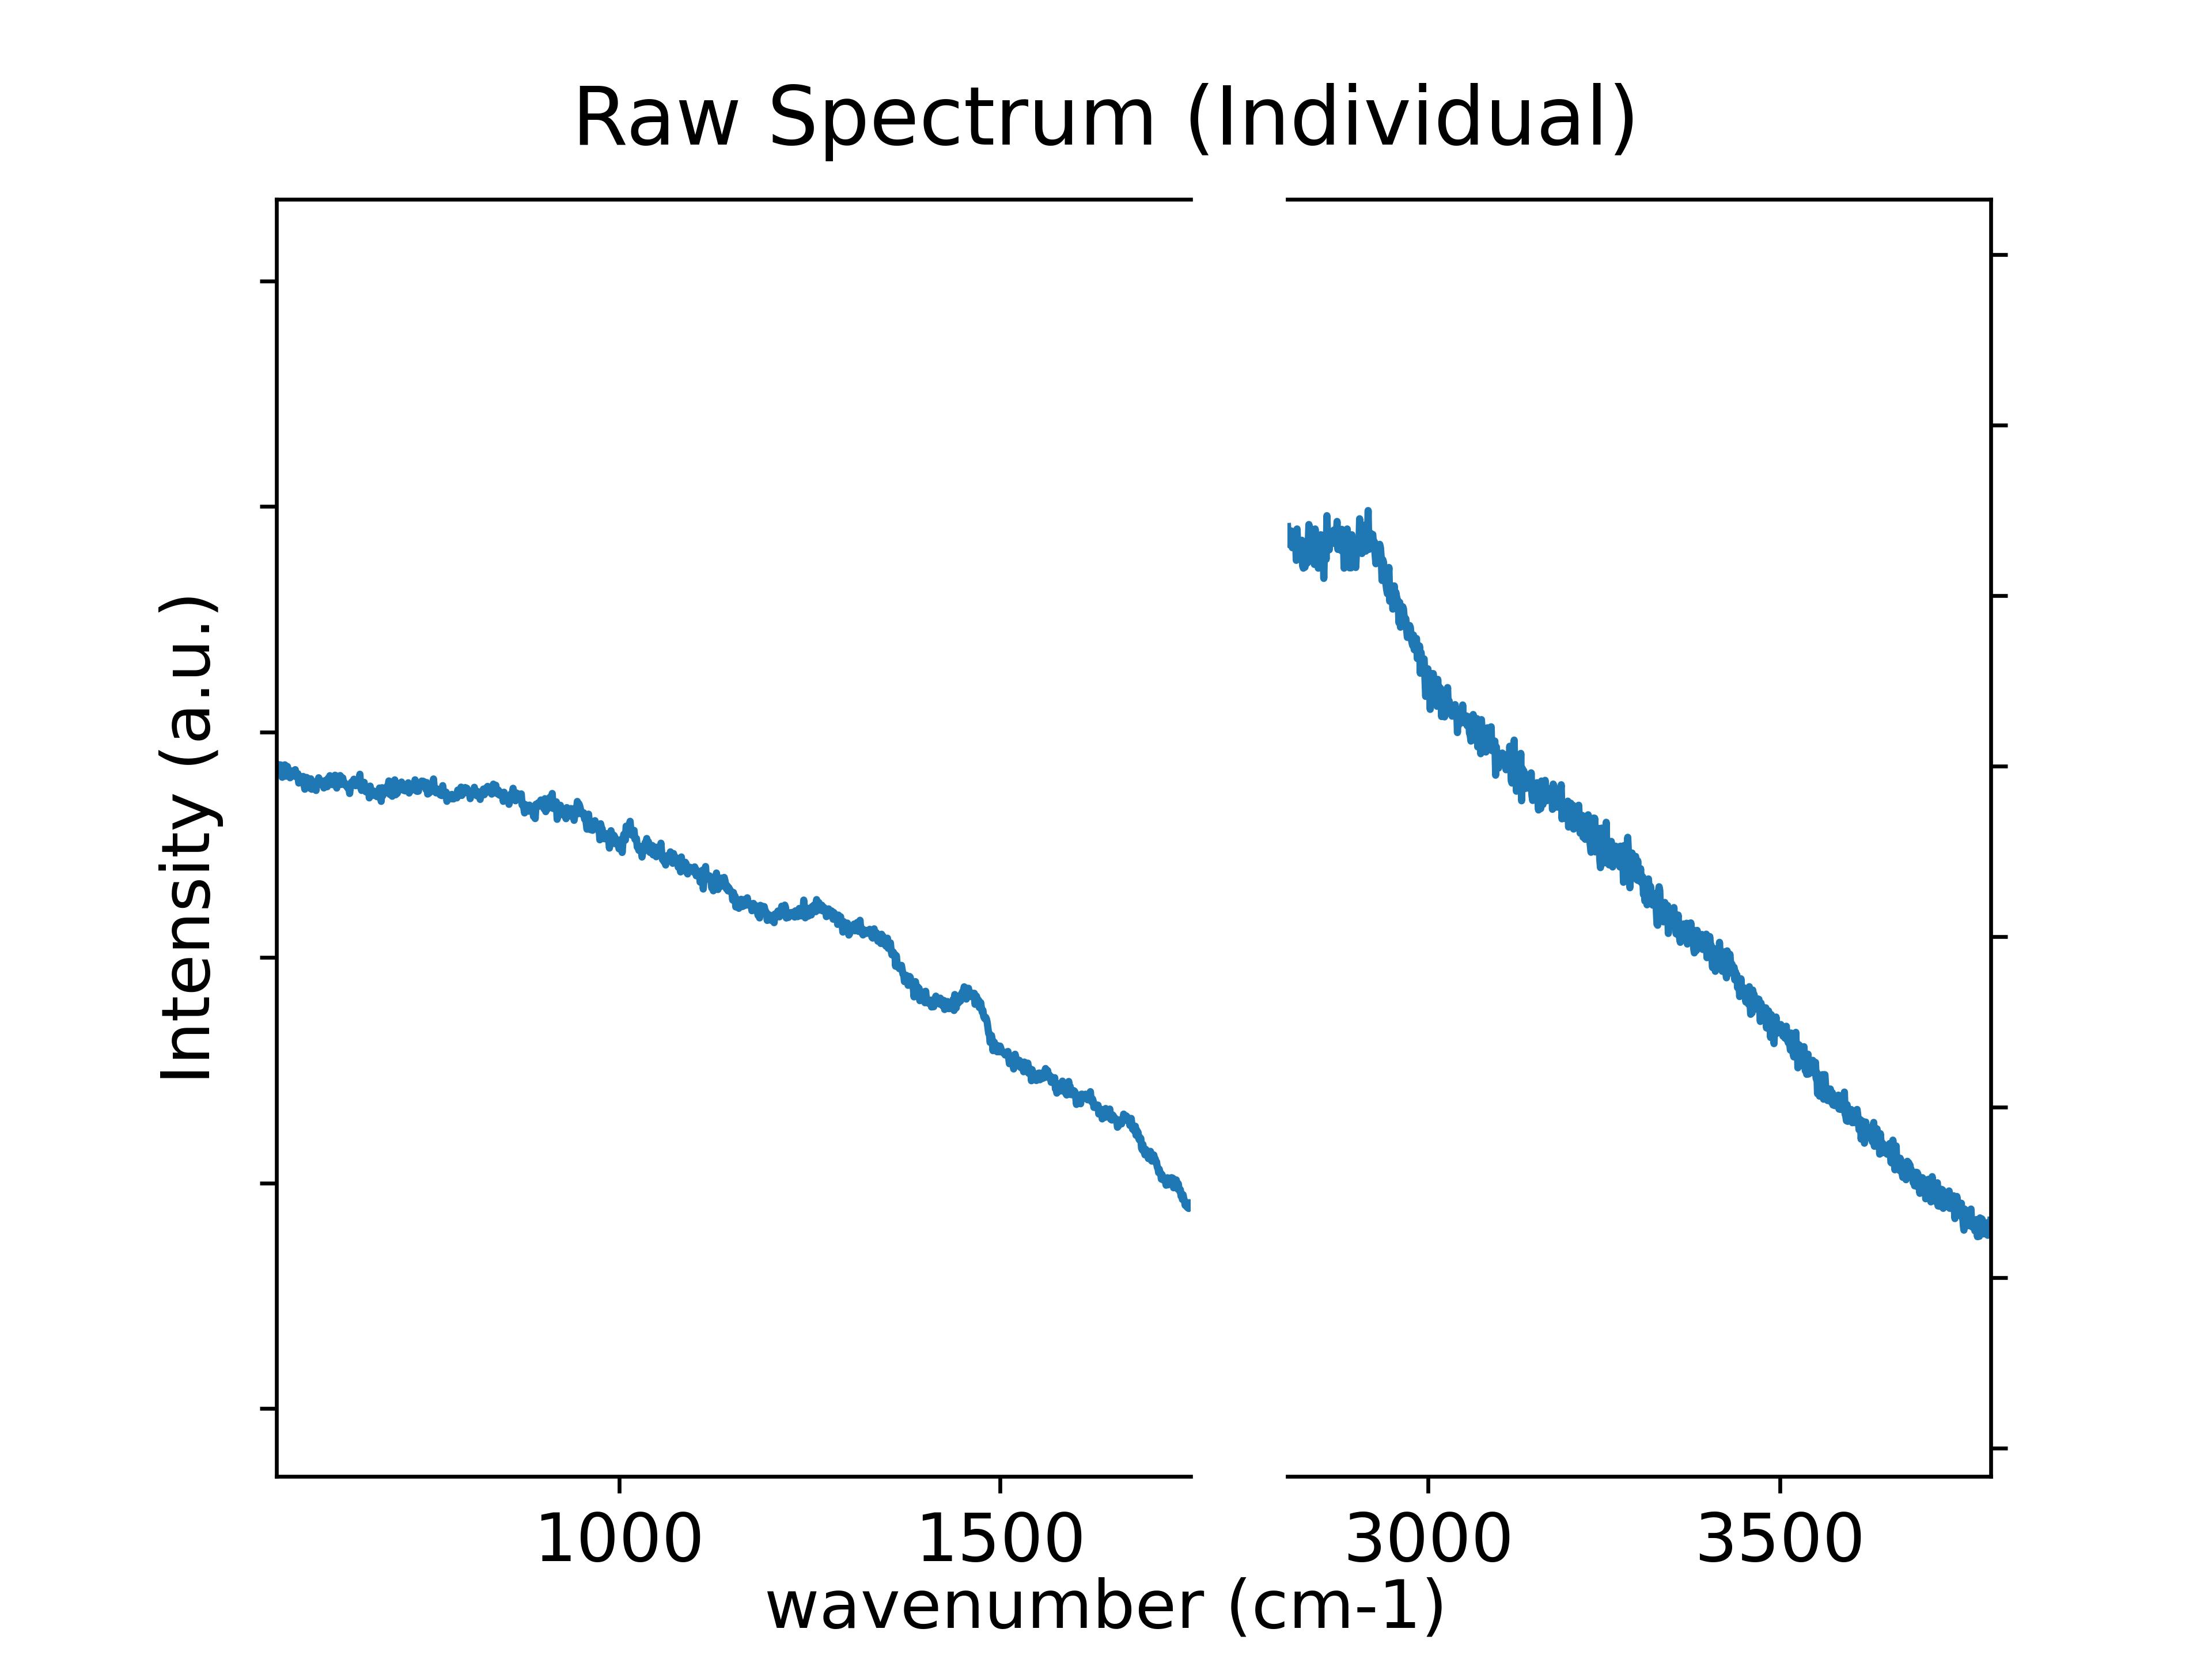 Raw Spectrum (Individual)
Intensity (a.u.)
1000 1500 3000 3500
wavenumber (cm-1)